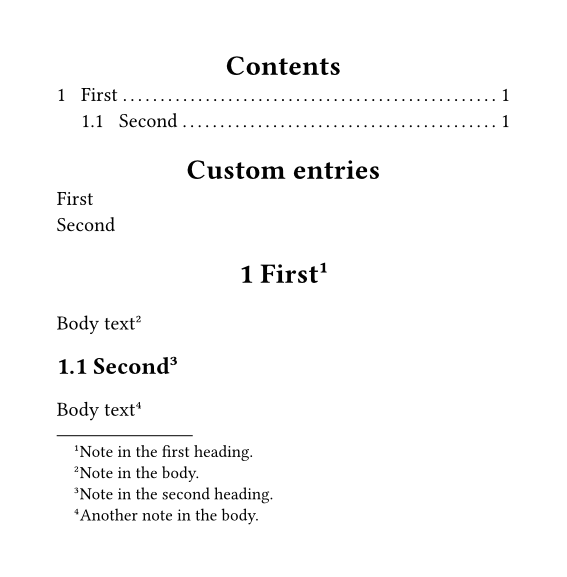 Contents
1 First ................................................. 1
1.1 Second .......................................... 1
Custom entries
First
Second
1 First¹
Body text²
1.1 Second³
Body text⁴
¹Note in the first heading.
²Note in the body.
³Note in the second heading.
⁴Another note in the body.